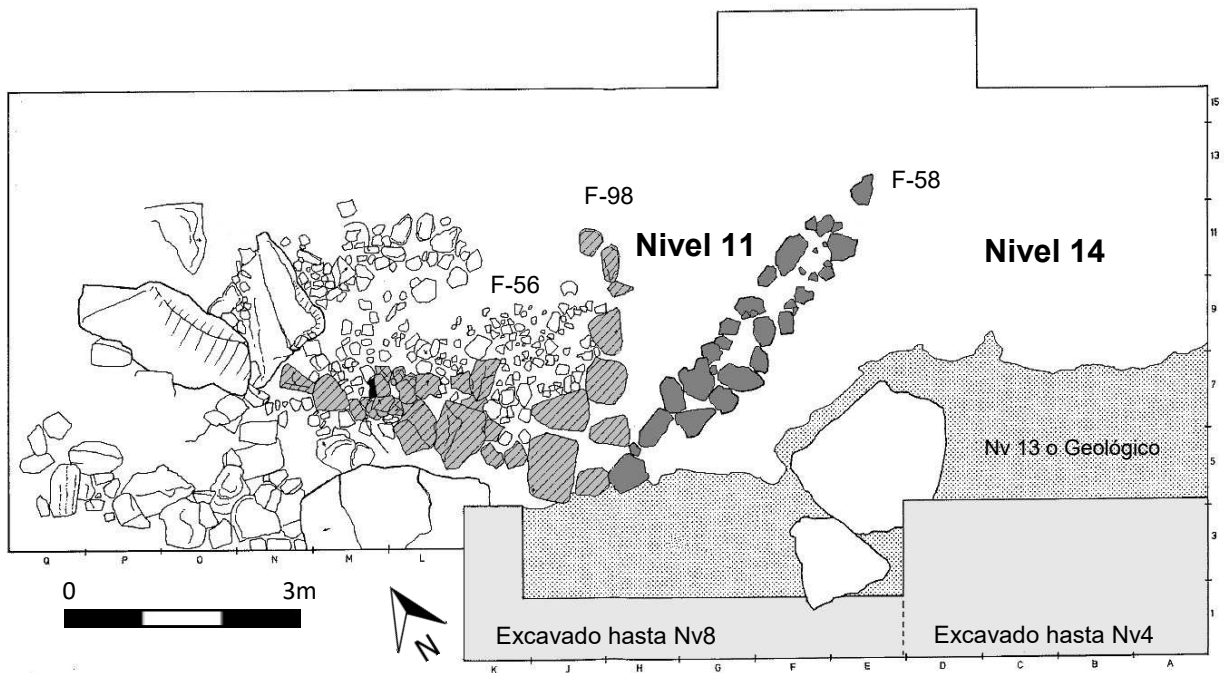 15
13
F-58
F-98
11
Nivel 11
Nivel 14
F-56
9
7
Nv 13 o Geológico
5
3
Q P O N M L
0 3m
1
N
Excavado hasta Nv8
Excavado hasta Nv4
K J H G F E D C B A